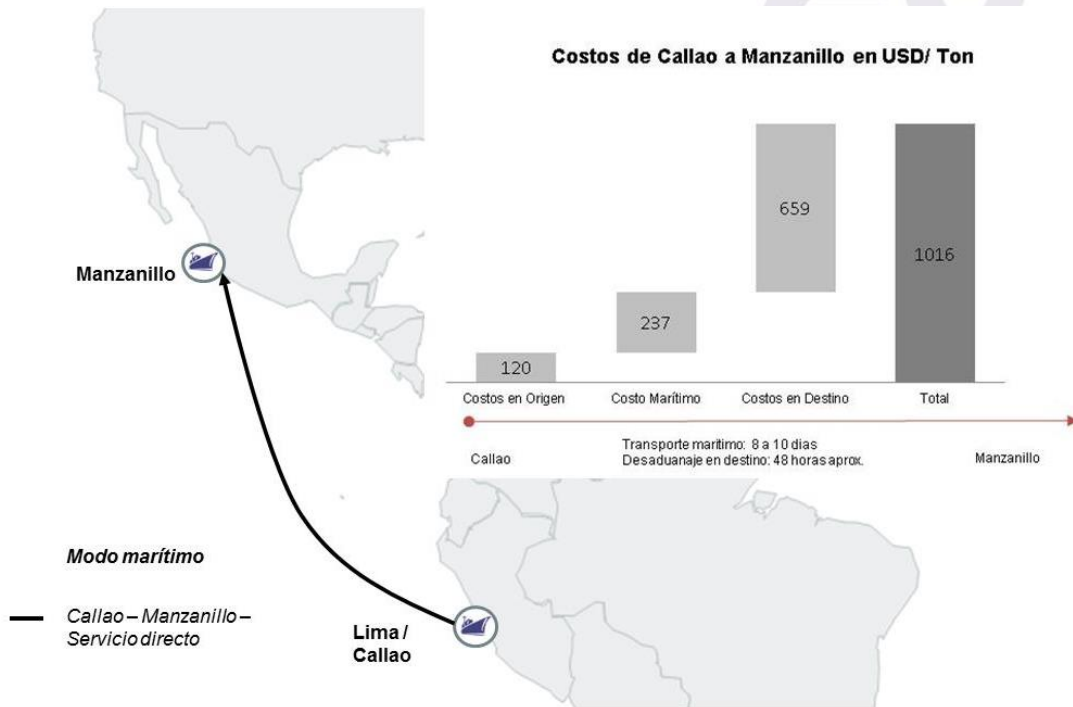 Costos de Callao a Manzanillo en USD/ Ton
659
1016
237
120
Costos en Origen
Costo Marítimo
Costos en Destino
Total
Transporte marítimo: 8 a 10 dias
Desaduanaje en destino: 48 horas aprox.
Callao
Manzanillo
Manzanillo
Modo marítimo
Callao – Manzanillo –
Servicio directo
Lima /
Callao